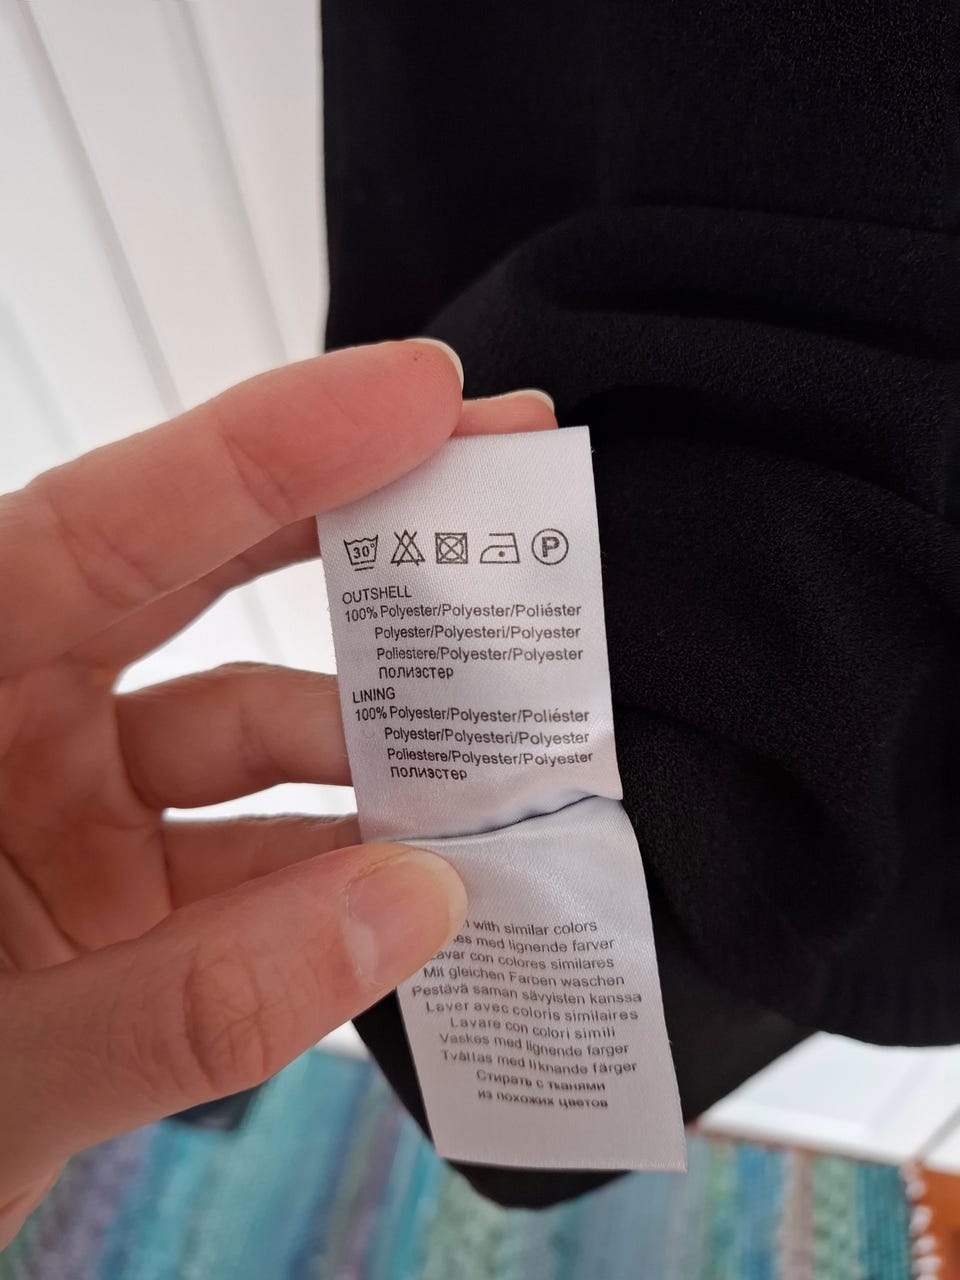 30°
P
OUTSHELL
100% Polyester/Polyester/Poliéster
Polyester/Polyesteri/Polyester
Poliestere/Polyester/Polyester
полиэстер
LINING
100% Polyester/Polyester/Poliéster
Polyester/Polyesteri/Polyester
Poliestere/Polyester/Polyester
полиэстер
with similar colors
med lignende farver
con colores similares
Mit gleichen Farben waschen
Pestävä saman sävyisten kanssa
Laver avec coloris similaires
Lavare con colori simili
Vaskes med lignende farger
Tvättas med liknande färger
Стирать с тканями
из похожих цветов